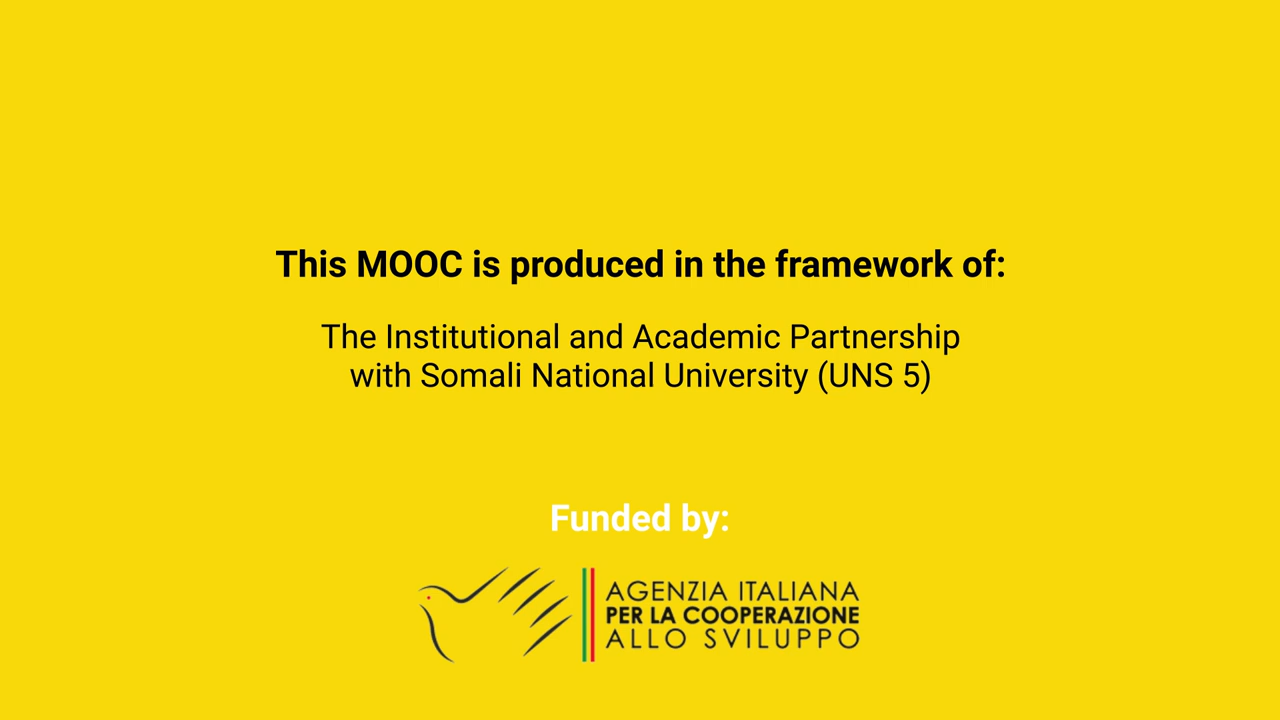 This MOOC is produced in the framework of:
The Institutional and Academic Partnership
with Somali National University (UNS 5)
Funded by:
AGENZIA ITALIANA
PER LA COOPERAZIONE
ALLO SVILUPPO